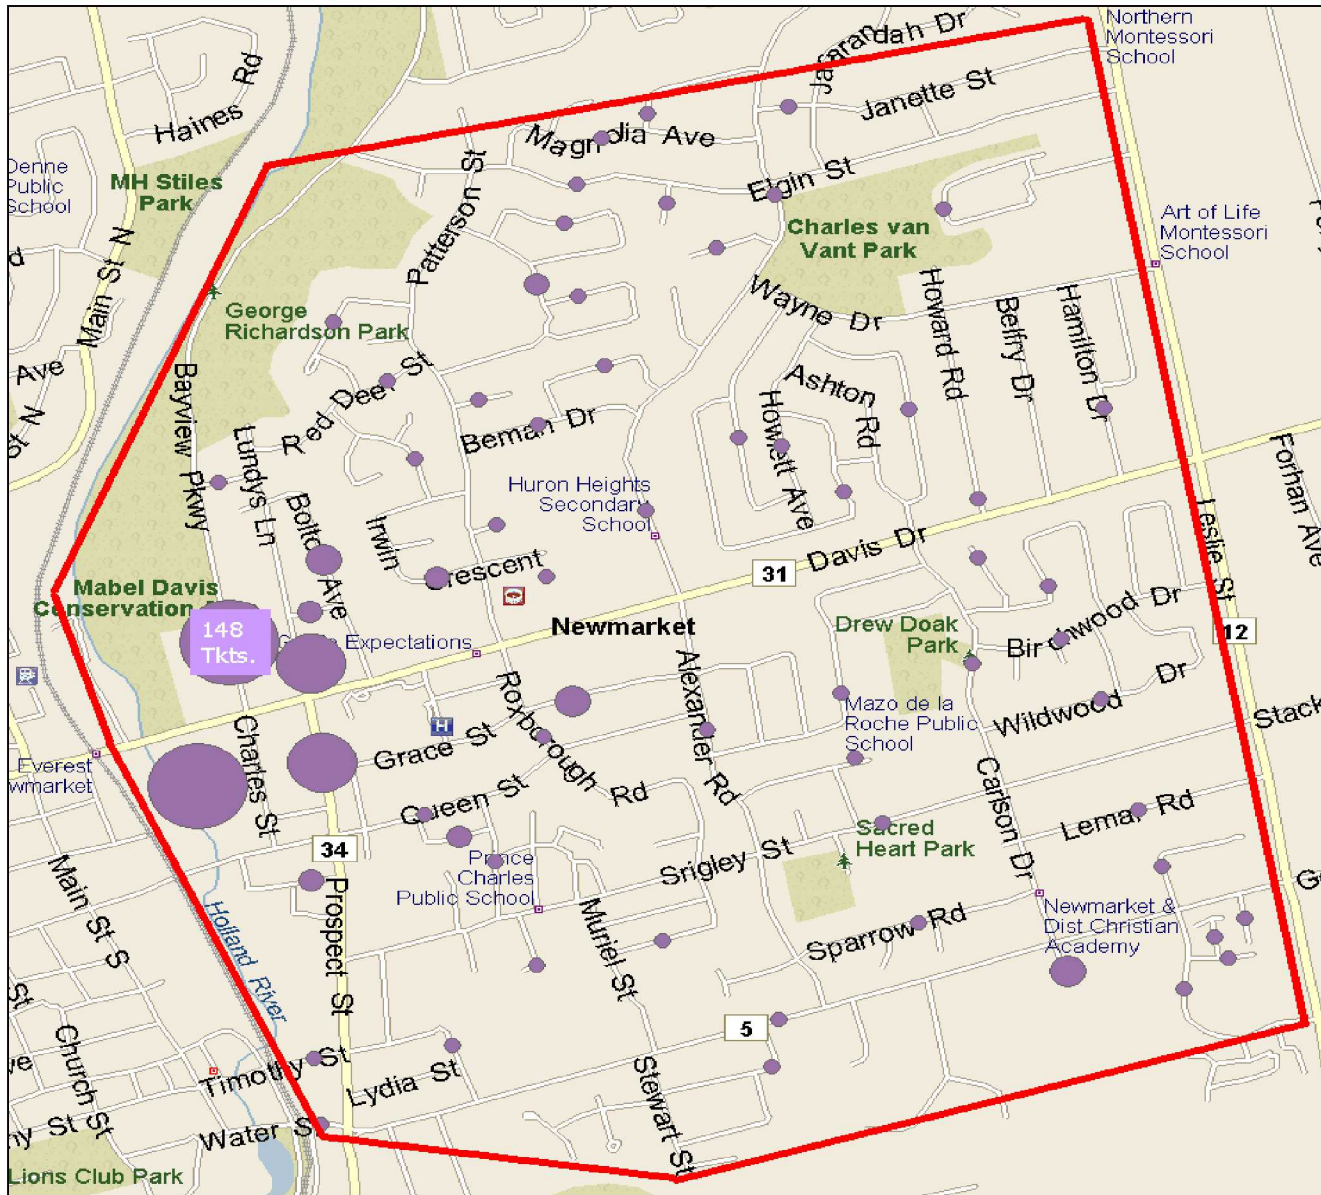 Northern
Montessori
School
Jacarandah Dr
Haines Rd
Janette St
Magnolia Ave
Denne
Public
School
MH Stiles
Park
Patterson St
Elgin St
Charles van
Vant Park
Art of Life
Montessori
School
Main St N
George
Richardson Park
Wayne Dr
Howard Rd
Belfry Dr
Hamilton Dr
Ave
Bayview Pkwy
Red Deer St
Ashton Rd
Howett Ave
St N
Lundys Ln
Beman Dr
Forhan Ave
Huron Heights
Secondary
School
Irwin
Crescent
Davis Dr
31
Leslie St
Mabel Davis
Conservation
148
Tkts.
Expectations
Newmarket
Drew Doak
Park
Birchwood Dr
12
Alexander Rd
Roxborough Rd
Mazo de la
Roche Public
School
Wildwood Dr
Stack
H
Everest
wmarket
Charles St
Grace St
Queen St
Carlson Dr
Lemar Rd
34
Sacred
Heart Park
Srigley St
Prince
Charles
Public School
Main St S
Prospect St
Holland River
Muriel St
Sparrow Rd
Newmarket &
Dist Christian
Academy
St
Church St
5
Timothy St
Lydia St
Stewart St
ny St
Water S
Lions Club Park